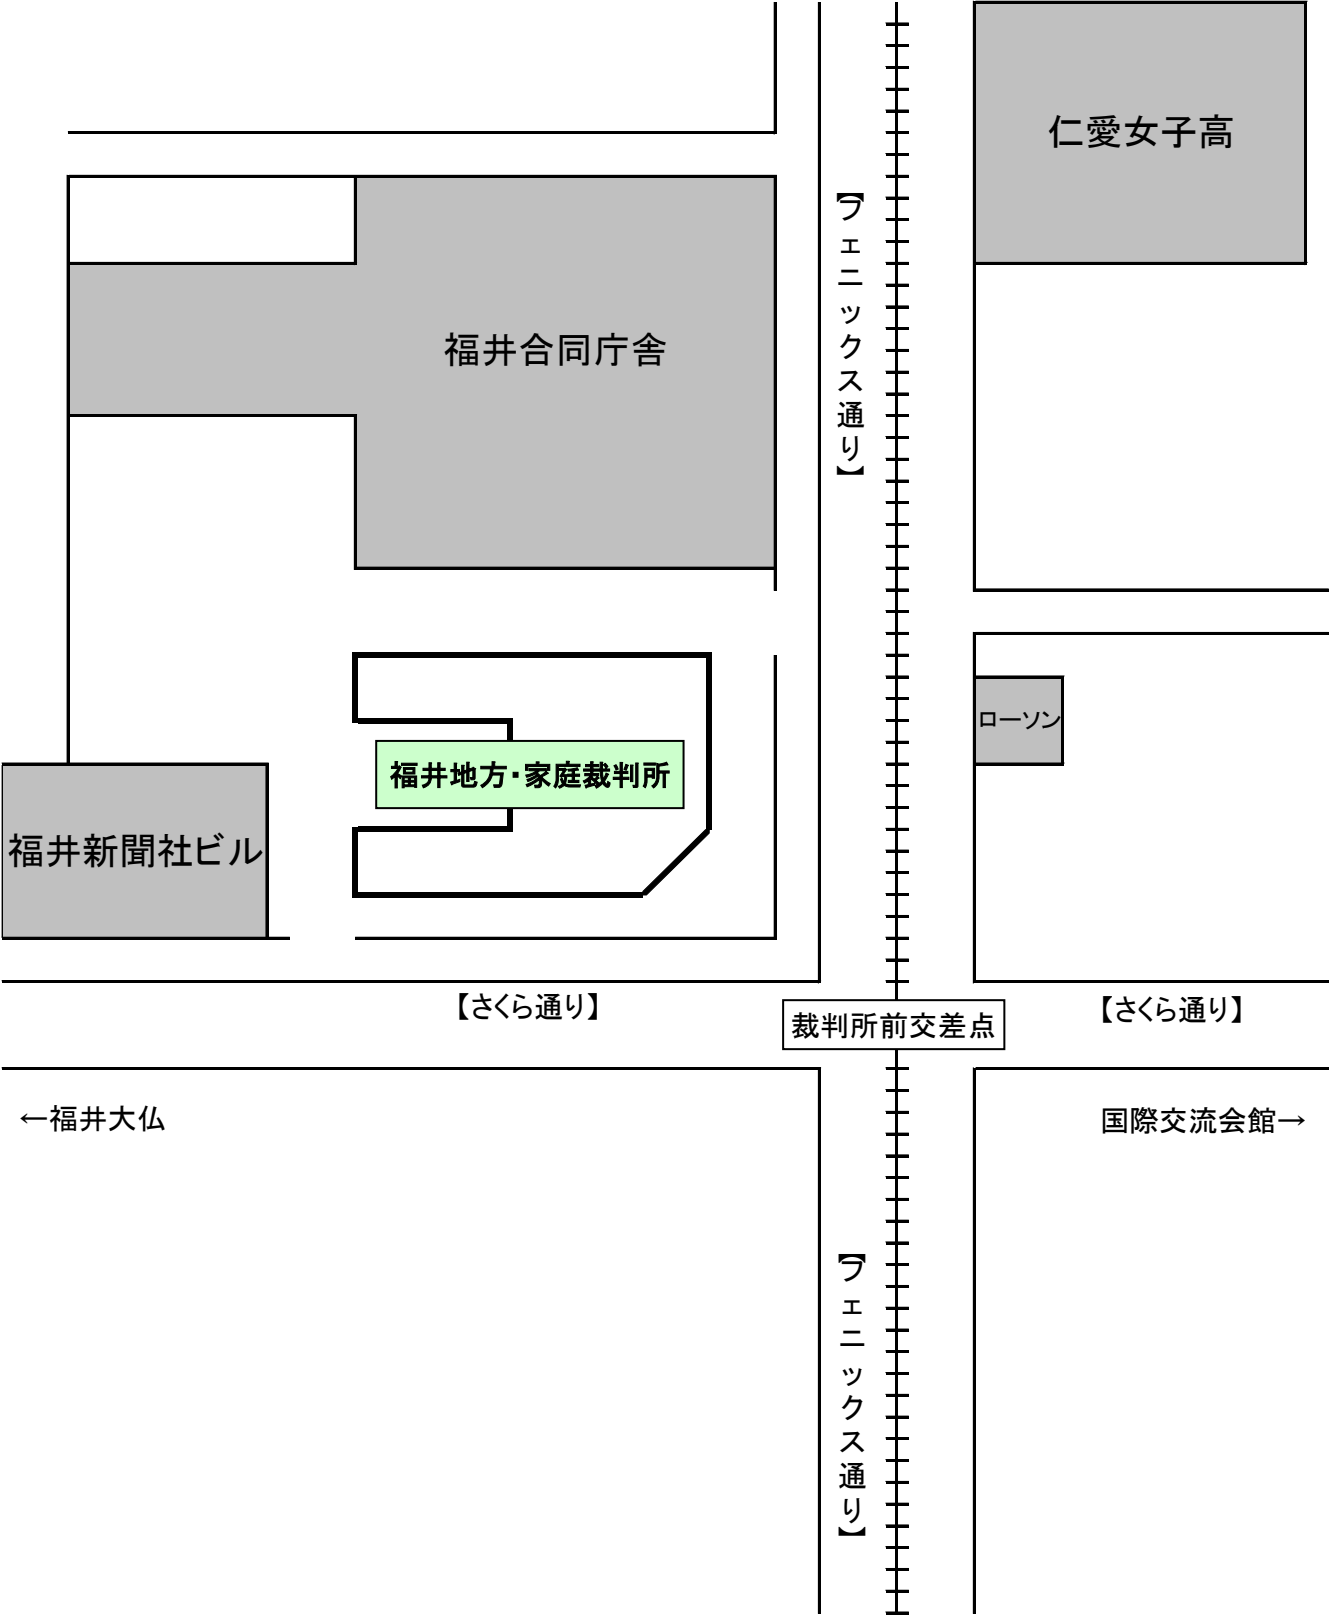 仁愛女子高
【フェニックス通り】
福井合同庁舎
ローソン
福井地方・家庭裁判所
福井新聞社ビル
【さくら通り】
裁判所前交差点
【さくら通り】
←福井大仏
国際交流会館→
【フェニックス通り】